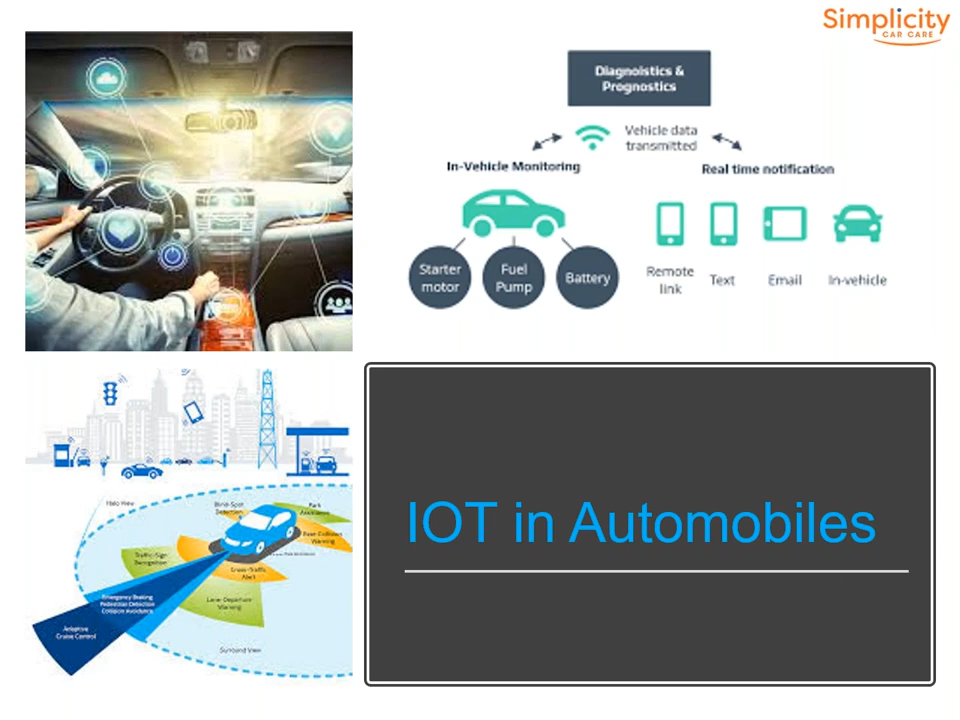 Simplicity
CAR CARE
Diagnoistics &
Prognostics
Vehicle data
transmitted
In-Vehicle Monitoring
Real time notification
Starter
motor
Fuel
Pump
Battery
Remote
link
Text
Email
In-vehicle
Blind-Spot
Detection
Park
Assistance
Rear Collision
Warning
Traffic-Sign
Recognition
Cross-Traffic
Alert
Emergency Braking
Pedestrian Detection
Collision Avoidance
Lane-Departure
Warning
Adaptive
Cruise Control
Surround View
IOT in Automobiles